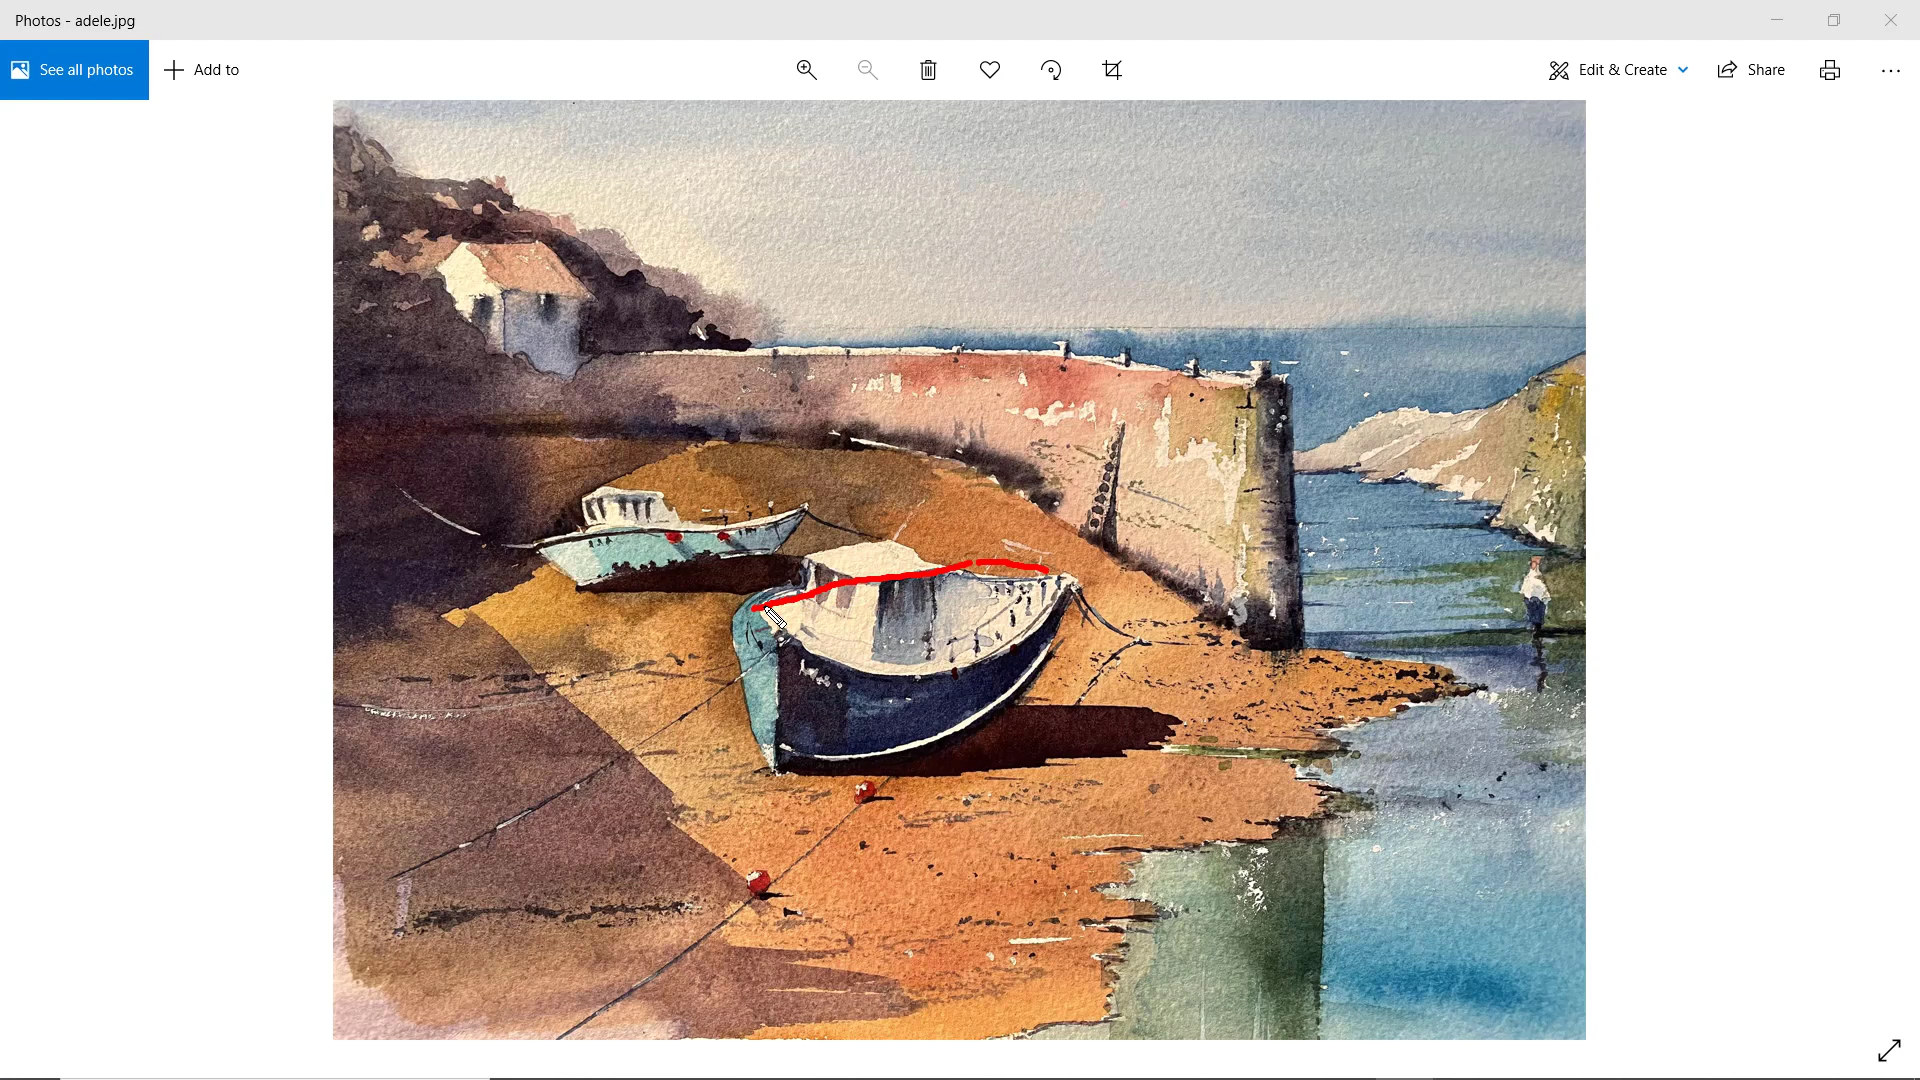 Photos - adele.jpg
See all photos
Add to
Edit & Create
Share